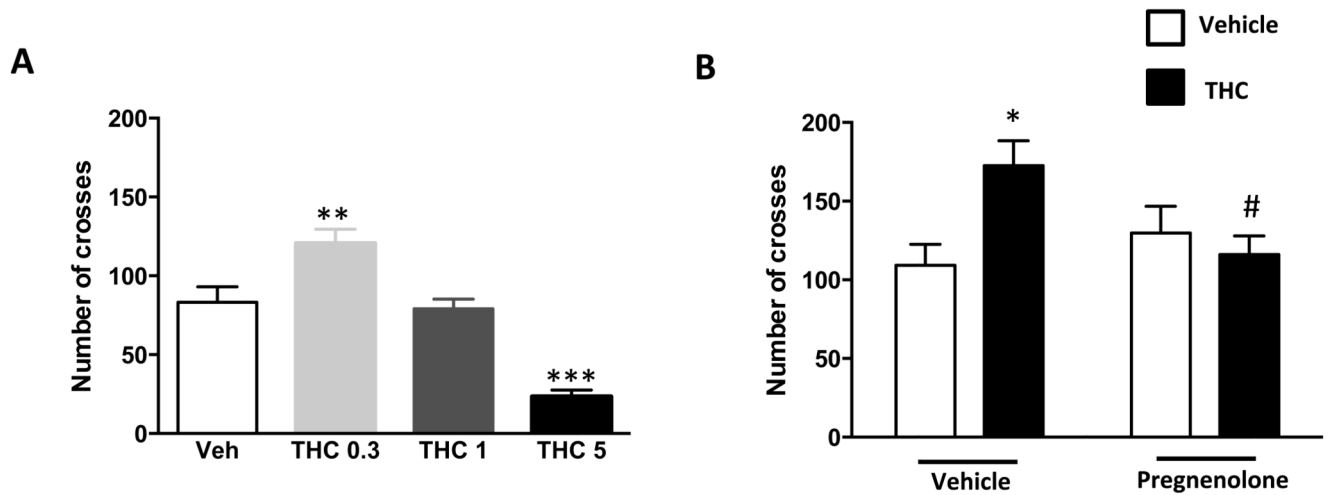 A
Number of crosses
200
150
100
50
0
**
***
Veh
THC 0.3
THC 1
THC 5
B
Vehicle
THC
Number of crosses
200
150
100
50
0
*
#
Vehicle
Pregnenolone